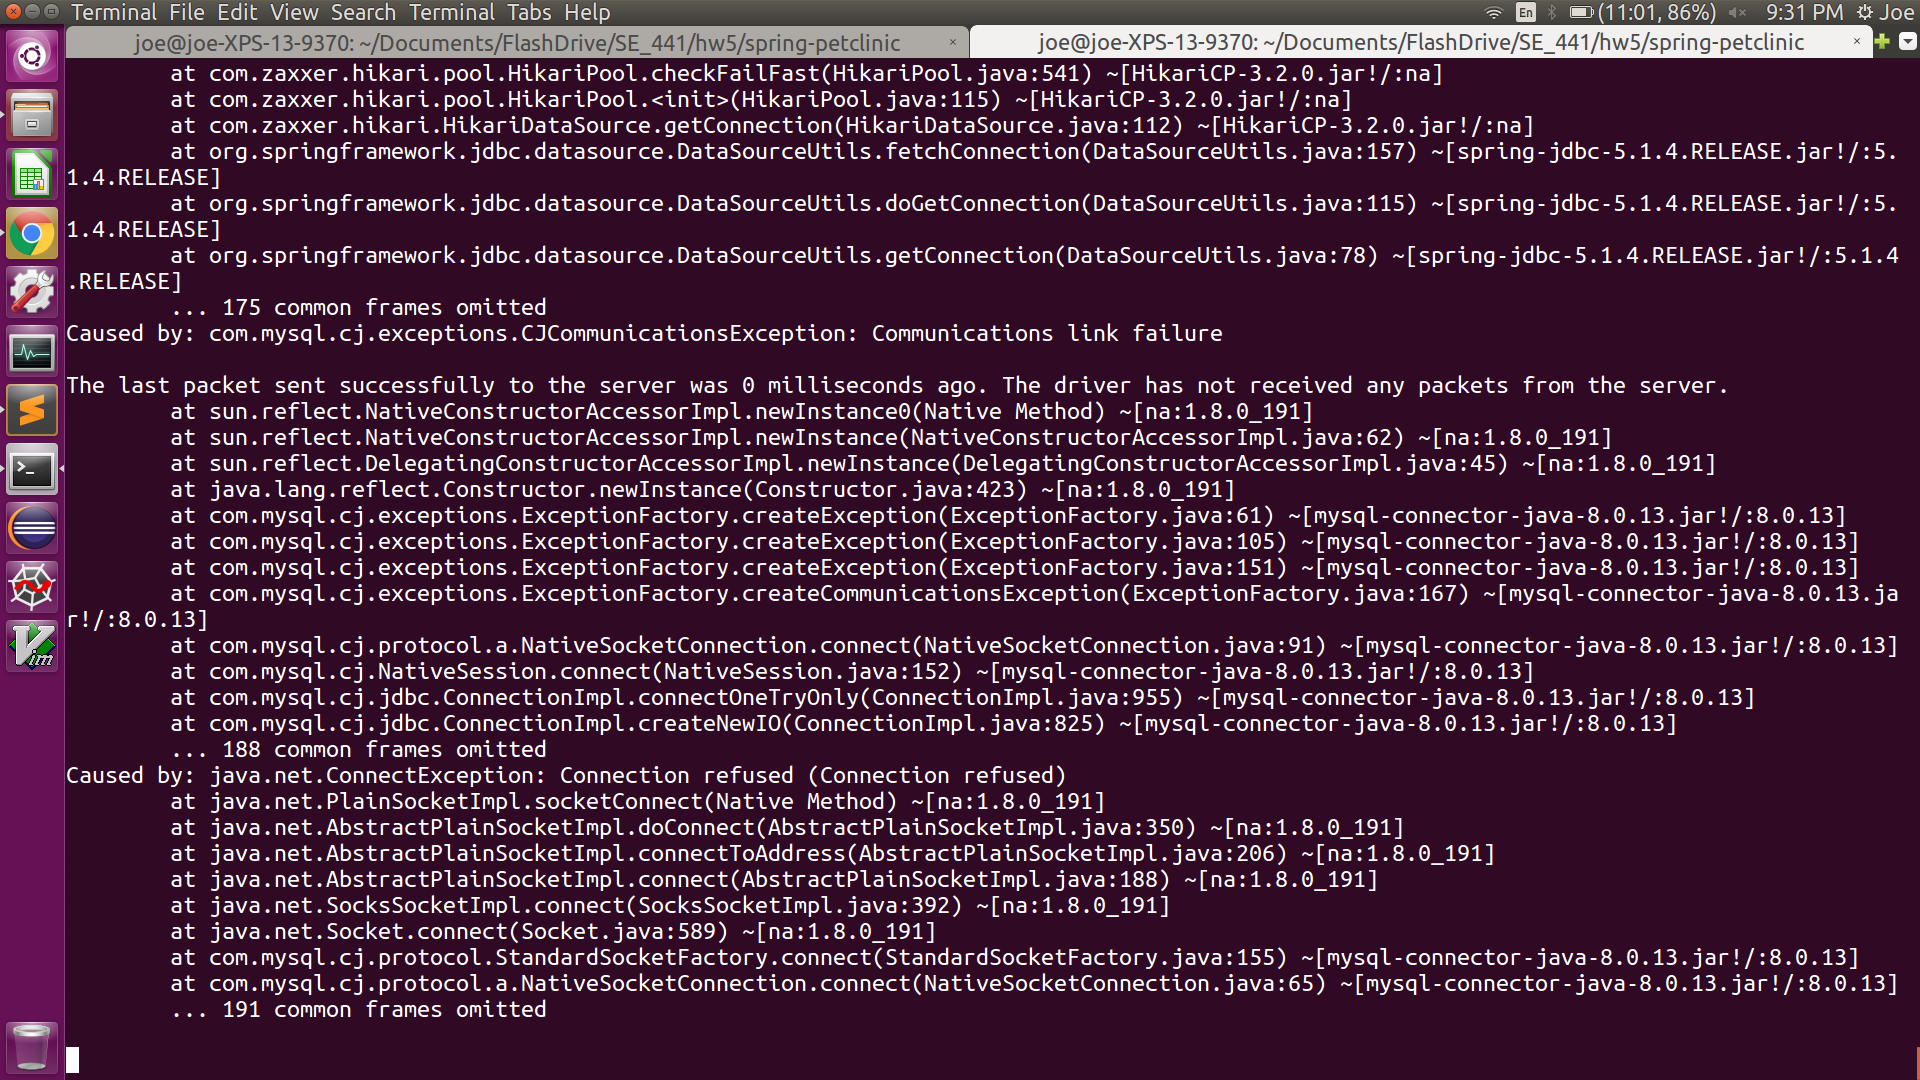 Terminal File Edit View Search Terminal Tabs Help En (11:01, 86%) 9:31 PM Joe
joe@joe-XPS-13-9370: ~/Documents/FlashDrive/SE_441/hw5/spring-petclinic × joe@joe-XPS-13-9370: ~/Documents/FlashDrive/SE_441/hw5/spring-petclinic ×
at com.zaxxer.hikari.pool.HikariPool.checkFailFast(HikariPool.java:541) ~[HikariCP-3.2.0.jar!/:na]
at com.zaxxer.hikari.pool.HikariPool.<init>(HikariPool.java:115) ~[HikariCP-3.2.0.jar!/:na]
at com.zaxxer.hikari.HikariDataSource.getConnection(HikariDataSource.java:112) ~[HikariCP-3.2.0.jar!/:na]
at org.springframework.jdbc.datasource.DataSourceUtils.fetchConnection(DataSourceUtils.java:157) ~[spring-jdbc-5.1.4.RELEASE.jar!/:5.
1.4.RELEASE]
at org.springframework.jdbc.datasource.DataSourceUtils.doGetConnection(DataSourceUtils.java:115) ~[spring-jdbc-5.1.4.RELEASE.jar!/:5.
1.4.RELEASE]
at org.springframework.jdbc.datasource.DataSourceUtils.getConnection(DataSourceUtils.java:78) ~[spring-jdbc-5.1.4.RELEASE.jar!/:5.1.4
.RELEASE]
... 175 common frames omitted
Caused by: com.mysql.cj.exceptions.CJCommunicationsException: Communications link failure
The last packet sent successfully to the server was 0 milliseconds ago. The driver has not received any packets from the server.
at sun.reflect.NativeConstructorAccessorImpl.newInstance0(Native Method) ~[na:1.8.0_191]
at sun.reflect.NativeConstructorAccessorImpl.newInstance(NativeConstructorAccessorImpl.java:62) ~[na:1.8.0_191]
at sun.reflect.DelegatingConstructorAccessorImpl.newInstance(DelegatingConstructorAccessorImpl.java:45) ~[na:1.8.0_191]
at java.lang.reflect.Constructor.newInstance(Constructor.java:423) ~[na:1.8.0_191]
at com.mysql.cj.exceptions.ExceptionFactory.createException(ExceptionFactory.java:61) ~[mysql-connector-java-8.0.13.jar!/:8.0.13]
at com.mysql.cj.exceptions.ExceptionFactory.createException(ExceptionFactory.java:105) ~[mysql-connector-java-8.0.13.jar!/:8.0.13]
at com.mysql.cj.exceptions.ExceptionFactory.createException(ExceptionFactory.java:151) ~[mysql-connector-java-8.0.13.jar!/:8.0.13]
at com.mysql.cj.exceptions.ExceptionFactory.createCommunicationsException(ExceptionFactory.java:167) ~[mysql-connector-java-8.0.13.ja
r!/:8.0.13]
at com.mysql.cj.protocol.a.NativeSocketConnection.connect(NativeSocketConnection.java:91) ~[mysql-connector-java-8.0.13.jar!/:8.0.13]
at com.mysql.cj.NativeSession.connect(NativeSession.java:152) ~[mysql-connector-java-8.0.13.jar!/:8.0.13]
at com.mysql.cj.jdbc.ConnectionImpl.connectOneTryOnly(ConnectionImpl.java:955) ~[mysql-connector-java-8.0.13.jar!/:8.0.13]
at com.mysql.cj.jdbc.ConnectionImpl.createNewIO(ConnectionImpl.java:825) ~[mysql-connector-java-8.0.13.jar!/:8.0.13]
... 188 common frames omitted
Caused by: java.net.ConnectException: Connection refused (Connection refused)
at java.net.PlainSocketImpl.socketConnect(Native Method) ~[na:1.8.0_191]
at java.net.AbstractPlainSocketImpl.doConnect(AbstractPlainSocketImpl.java:350) ~[na:1.8.0_191]
at java.net.AbstractPlainSocketImpl.connectToAddress(AbstractPlainSocketImpl.java:206) ~[na:1.8.0_191]
at java.net.AbstractPlainSocketImpl.connect(AbstractPlainSocketImpl.java:188) ~[na:1.8.0_191]
at java.net.SocksSocketImpl.connect(SocksSocketImpl.java:392) ~[na:1.8.0_191]
at java.net.Socket.connect(Socket.java:589) ~[na:1.8.0_191]
at com.mysql.cj.protocol.StandardSocketFactory.connect(StandardSocketFactory.java:155) ~[mysql-connector-java-8.0.13.jar!/:8.0.13]
at com.mysql.cj.protocol.a.NativeSocketConnection.connect(NativeSocketConnection.java:65) ~[mysql-connector-java-8.0.13.jar!/:8.0.13]
... 191 common frames omitted
Vim